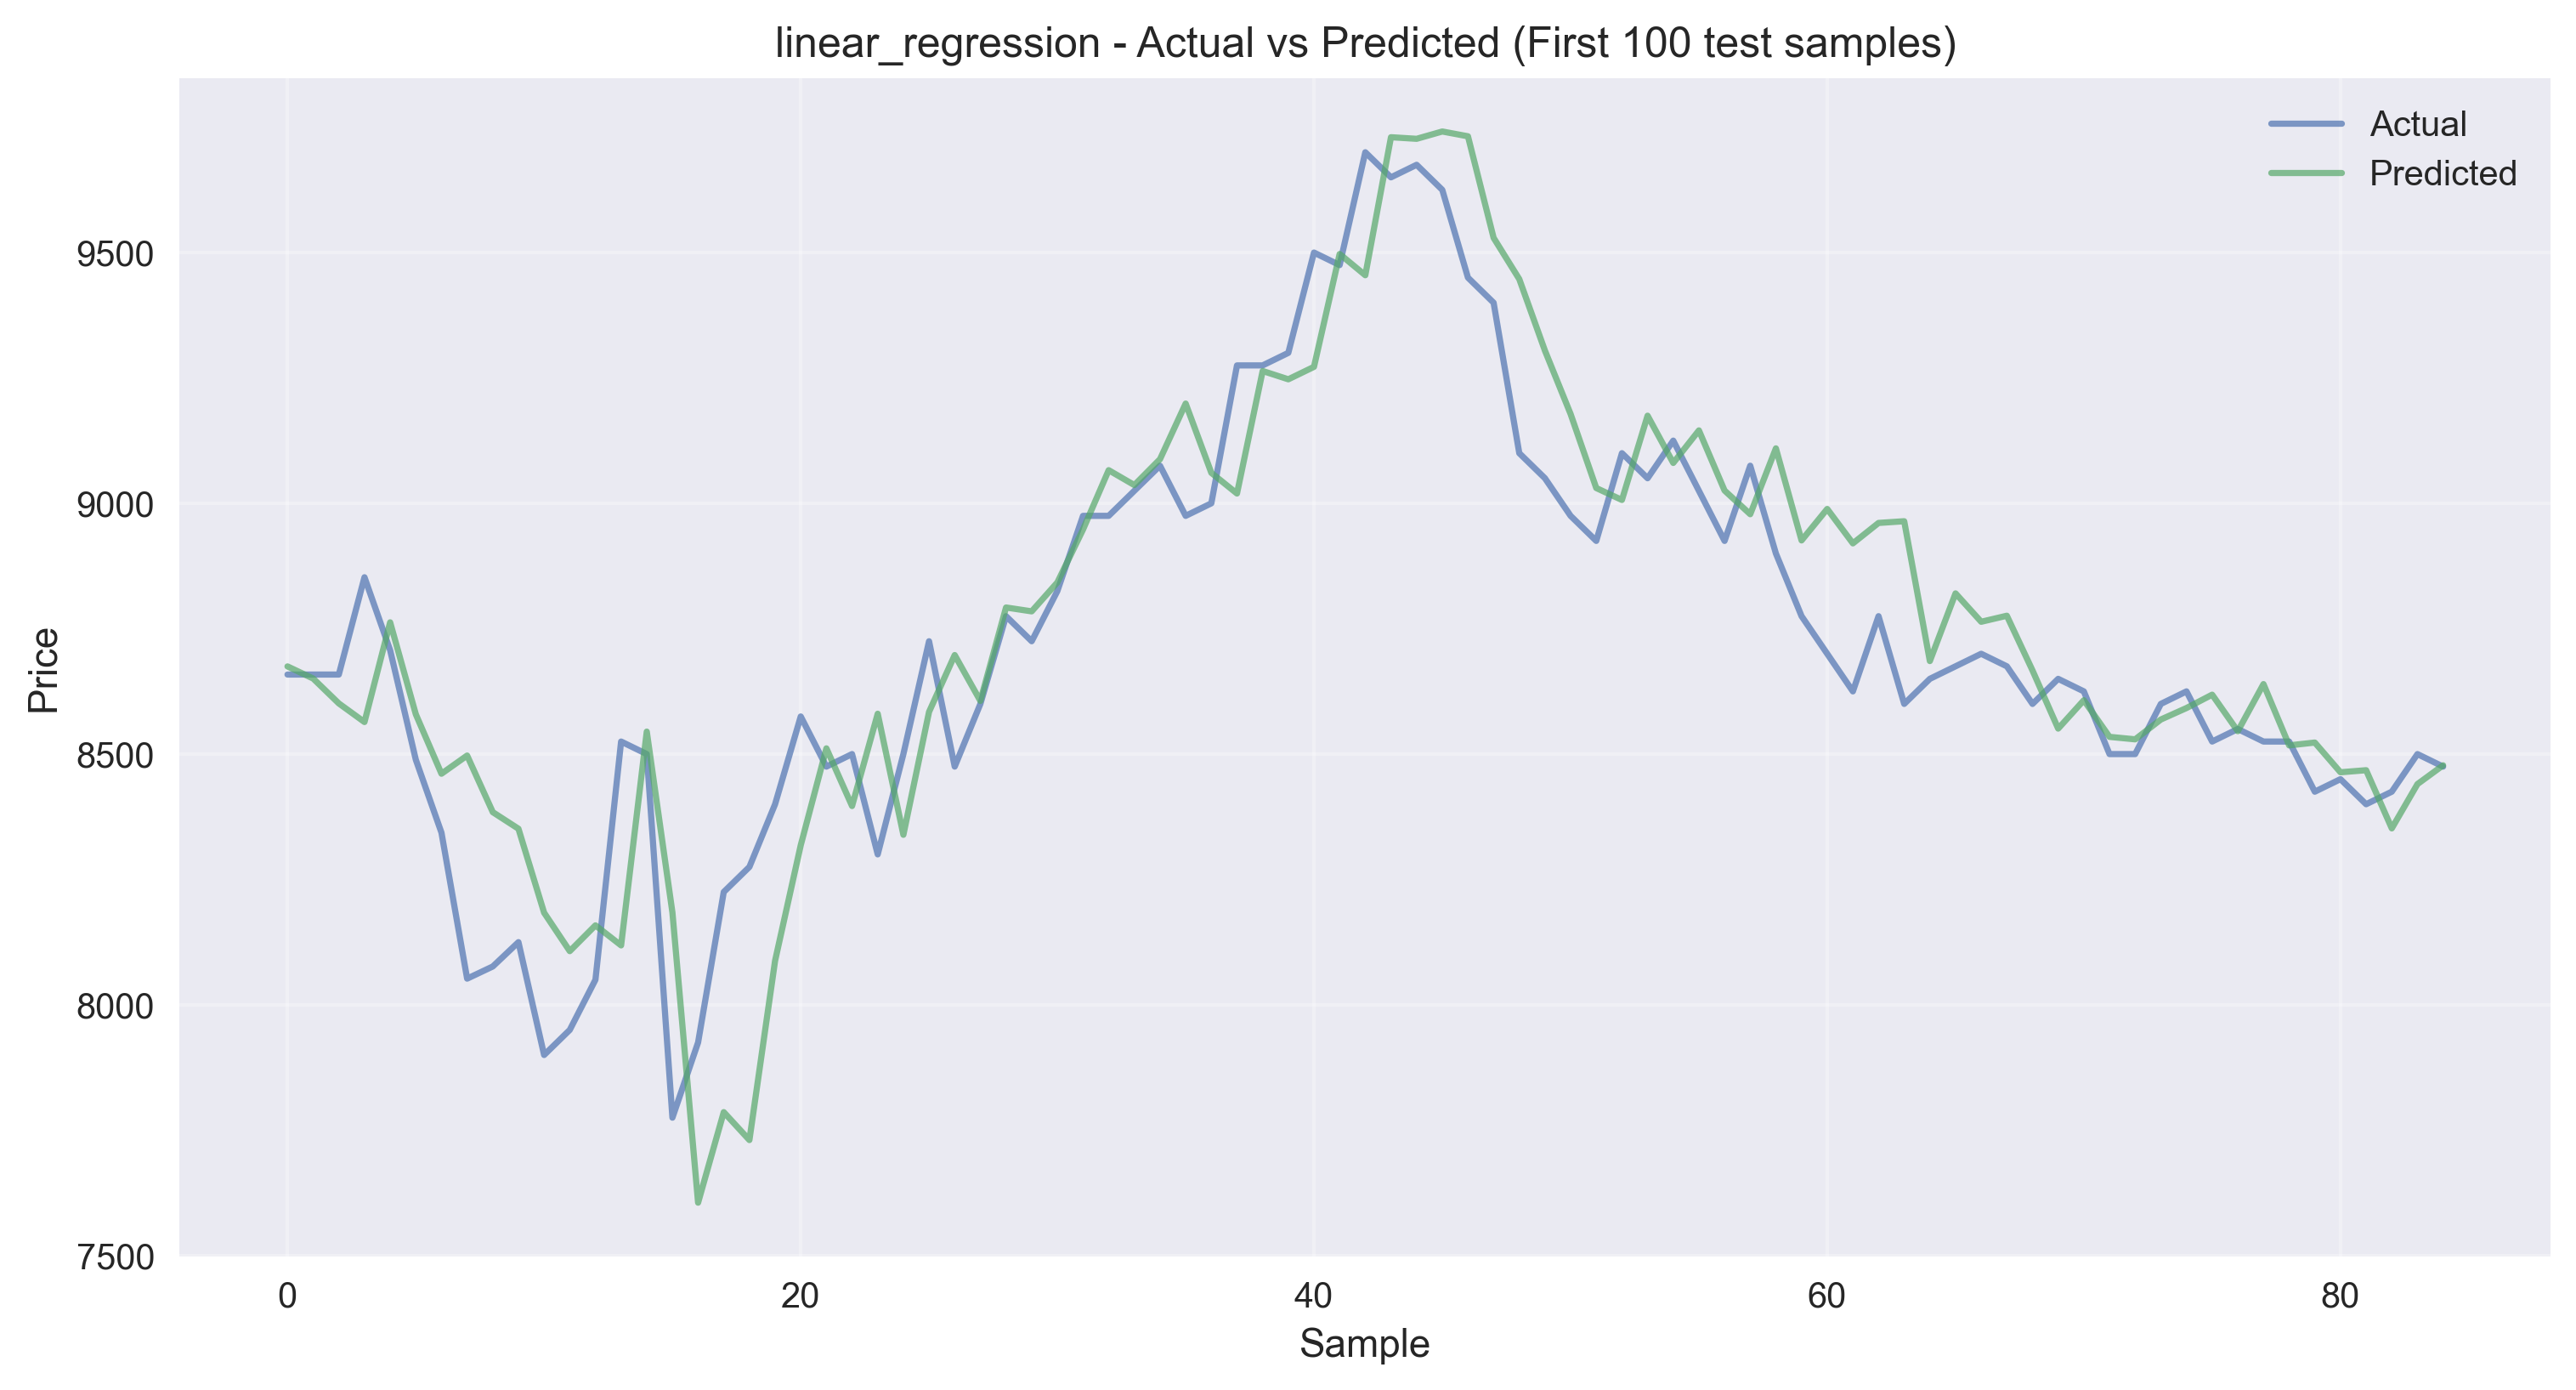 linear_regression - Actual vs Predicted (First 100 test samples)
Actual
Predicted
Price
9500
9000
8500
8000
7500
0 20 40 60 80
Sample